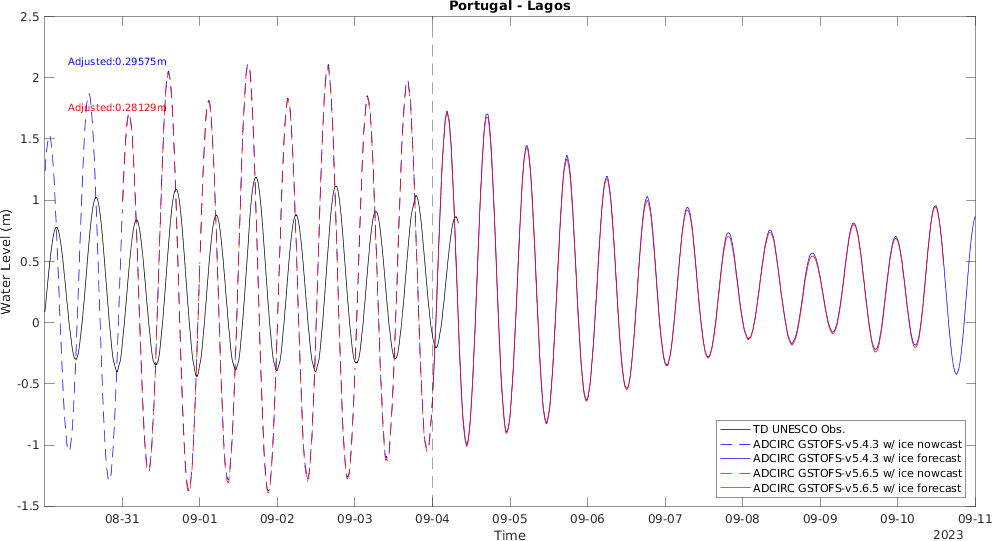 Portugal - Lagos
2.5
2
1.5
1
0.5
0
-0.5
-1
-1.5
Water Level (m)
Adjusted:0.29575m
Adjusted:0.28129m
TD UNESCO Obs.
ADCIRC GSTOFS-v5.4.3 w/ ice nowcast
ADCIRC GSTOFS-v5.4.3 w/ ice forecast
ADCIRC GSTOFS-v5.6.5 w/ ice nowcast
ADCIRC GSTOFS-v5.6.5 w/ ice forecast
08-31 09-01 09-02 09-03 09-04 09-05 09-06 09-07 09-08 09-09 09-10 09-11
Time
2023